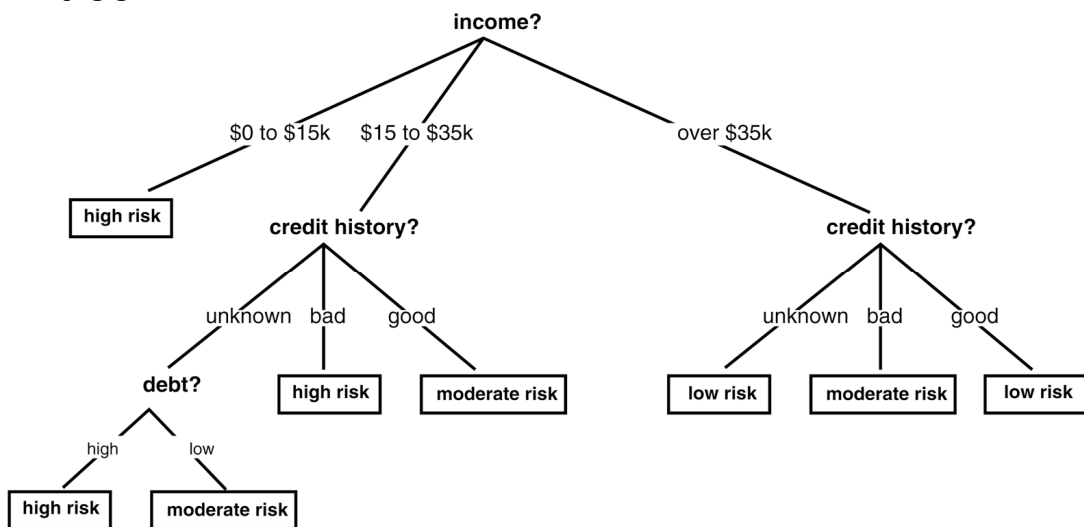 income?
$0 to $15k $15 to $35k over $35k
high risk
credit history? credit history?
unknown bad good unknown bad good
debt? high risk moderate risk low risk moderate risk low risk
high low
high risk moderate risk